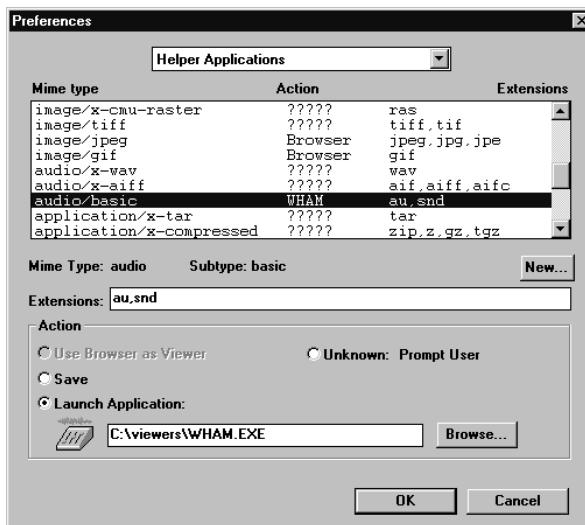 Preferences
Helper Applications
Mime type Action Extensions
image/x-cmu-raster ????? ras
image/tiff ????? tiff,tif
image/jpeg Browser jpeg,jpg,jpe
image/gif Browser gif
audio/x-wav ????? wav
audio/x-aiff ????? aif,aiff,aifc
audio/basic WHAM au,snd
application/x-tar ????? tar
application/x-compressed ????? zip,z,gz,tgz
Mime Type: audio Subtype: basic New...
Extensions: au,snd
Action
Use Browser as Viewer Unknown: Prompt User
Save
Launch Application:
C:\viewers\WHAM.EXE Browse...
OK Cancel